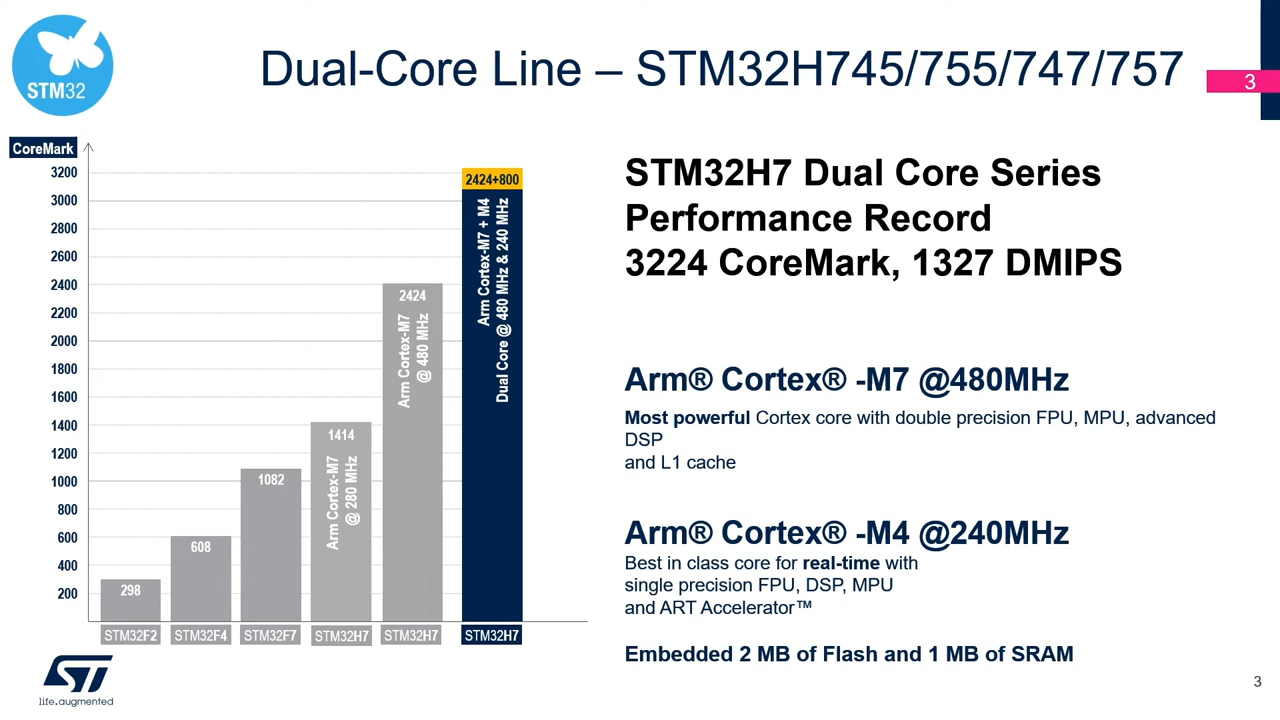 STM32
Dual-Core Line – STM32H745/755/747/757
3
CoreMark
3200
3000
2800
2600
2400
2200
2000
1800
1600
1400
1200
1000
800
600
400
200
298
608
1082
1414
Arm Cortex-M7
@ 280 MHz
2424
Arm Cortex-M7
@ 480 MHz
2424+800
Arm Cortex-M7 + M4
Dual Core @ 480 MHz & 240 MHz
STM32F2
STM32F4
STM32F7
STM32H7
STM32H7
STM32H7
STM32H7 Dual Core Series
Performance Record
3224 CoreMark, 1327 DMIPS
Arm® Cortex® -M7 @480MHz
Most powerful Cortex core with double precision FPU, MPU, advanced
DSP
and L1 cache
Arm® Cortex® -M4 @240MHz
Best in class core for real-time with
single precision FPU, DSP, MPU
and ART Accelerator™
Embedded 2 MB of Flash and 1 MB of SRAM
ST
life.augmented
3